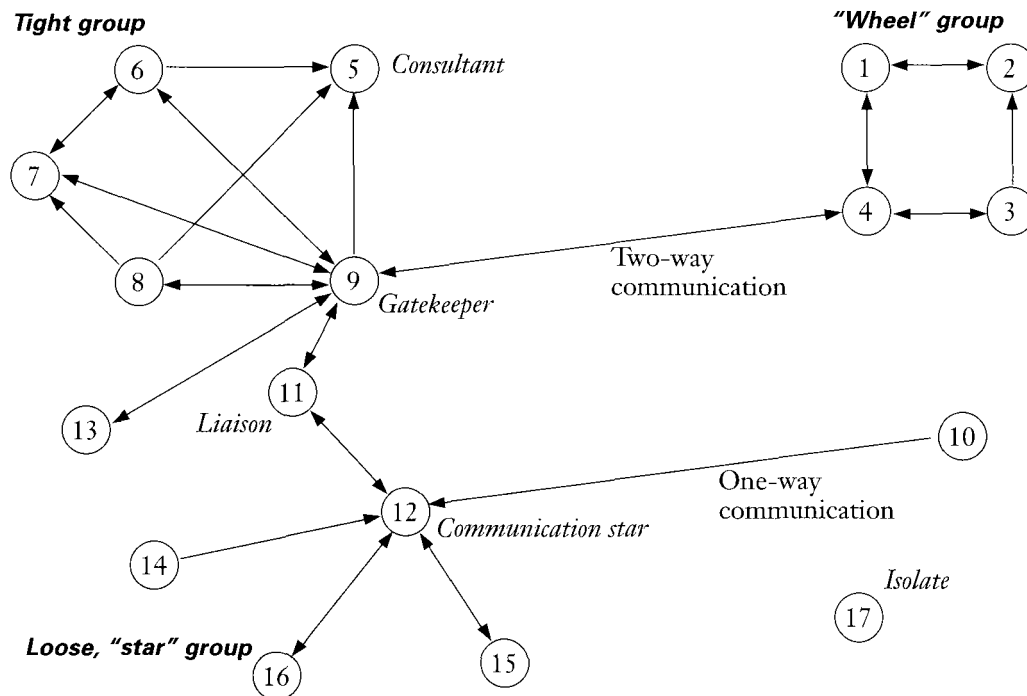 Tight group
"Wheel" group
6
5
Consultant
1
2
7
4
3
8
9
Gatekeeper
Two-way
communication
11
Liaison
13
10
12
Communication star
One-way
communication
14
Isolate
17
Loose, "star" group
16
15